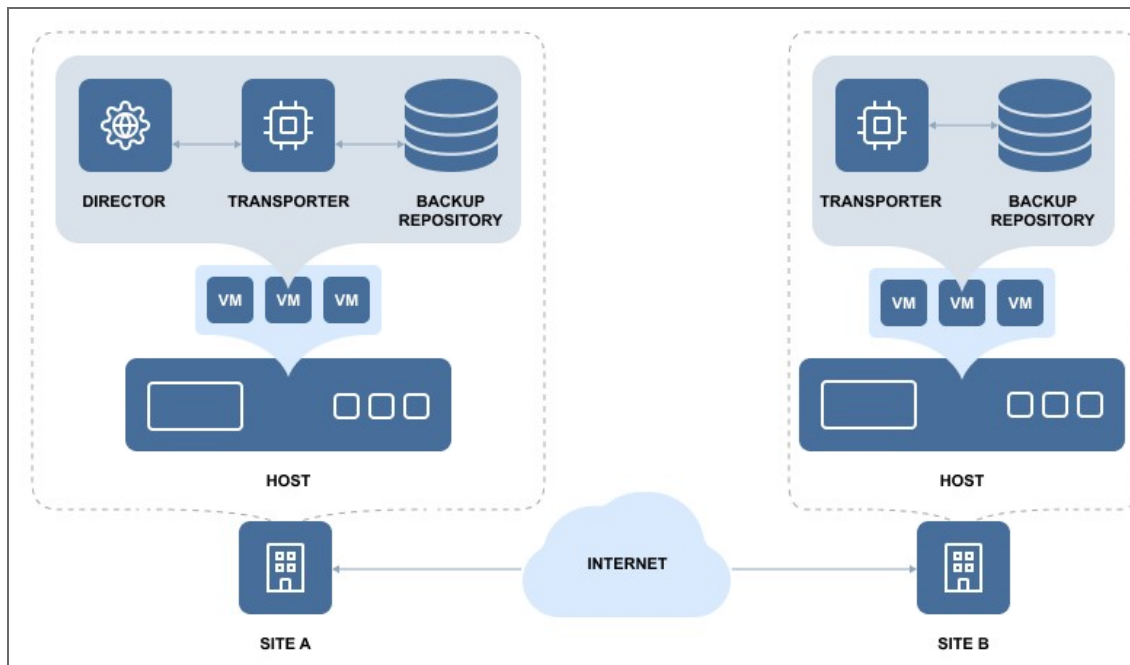 DIRECTOR
TRANSPORTER
BACKUP
REPOSITORY
VM
VM
VM
HOST
SITE A
INTERNET
TRANSPORTER
BACKUP
REPOSITORY
VM
VM
VM
HOST
SITE B